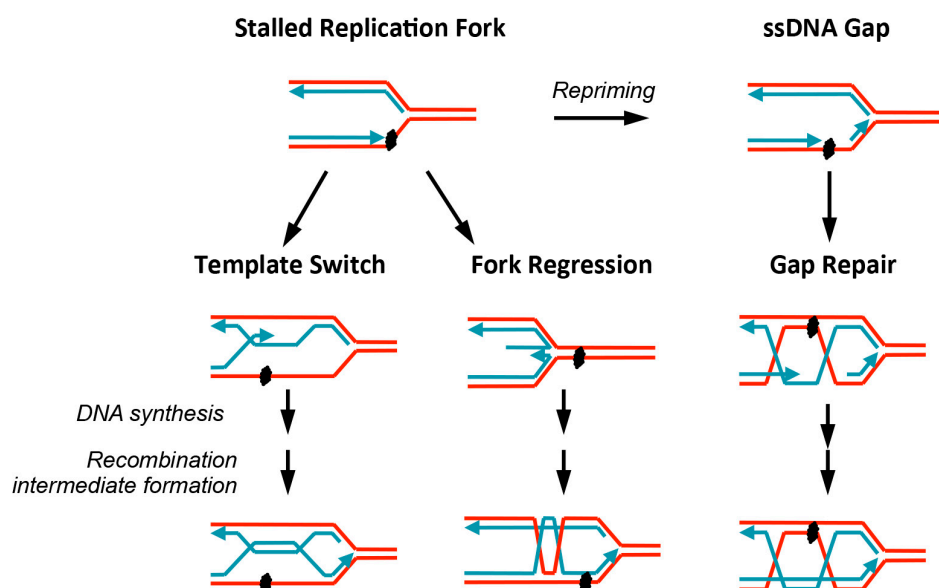 Stalled Replication Fork
ssDNA Gap
Repriming
Template Switch
Fork Regression
Gap Repair
DNA synthesis
Recombination
intermediate formation